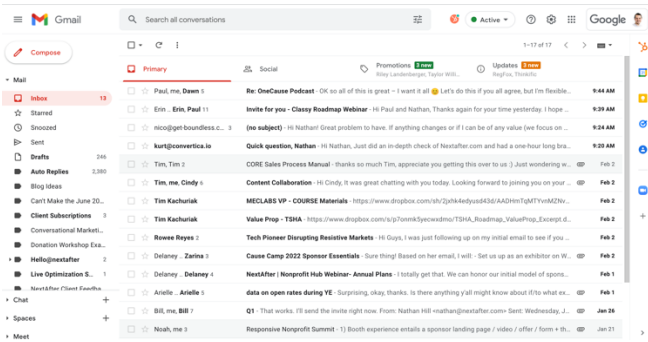 Gmail
Search all conversations
Active
Google
Compose
1–17 of 17
Mail
Inbox 13
Starred
Snoozed
Sent
Drafts 246
Auto Replies 2,380
Blog Ideas
Can't Make the June 20...
Client Subscriptions 3
Conversational Marketi...
Donation Workshop Exa...
Hello@nextafter 2
Live Optimization S.. 1
NextAfter Client Feedba
Chat
Spaces
Meet
Primary
Social
Promotions 3 new
Riley Landenberger, Taylor Willi...
Updates 2 new
RegFox, Thinkific
Paul, me, Dawn 5 Re: OneCause Podcast - OK all of this is great – I want it all Let's do this if you all agree, but I'm flexible... 9:44 AM
Erin .. Erin, Paul 11 Invite for you - Classy Roadmap Webinar - Hi Paul and Nathan, Thanks again for your time yesterday. I hope ... 9:39 AM
nico@get-boundless.c... 3 (no subject) - Hi Nathan! Great problem to have. If anything changes or if I can be of any value (we focus on ... 9:24 AM
kurt@convertica.io Quick question, Nathan - Hi Nathan, Just did an in-depth check of Nextafter.com and had a one-hour long bra... 9:20 AM
Tim, Tim 2 CORE Sales Process Manual - thanks so much Tim, appreciate you getting this over to us :) Just wondering w... Feb 2
Tim, me, Cindy 6 Content Collaboration - Hi Cindy, It was great chatting with you today. Looking forward to joining you on your ... Feb 2
Tim Kachuriak MECLABS VP - COURSE Materials - Feb 2
Tim Kachuriak Value Prop - TSHA - Feb 2
Rowee Reyes 2 Tech Pioneer Disrupting Resistive Markets - Hi Guys, I was just following up on my initial email to see if you ... Feb 2
Delaney .. Zarina 3 Cause Camp 2022 Sponsor Essentials - Sure thing! Based on her email, I will: - Set us up as an exhibitor on W... Feb 2
Delaney .. Delaney 4 NextAfter | Nonprofit Hub Webinar- Annual Plans - I totally get that. We can honor our initial model of spons... Feb 1
Arielle .. Arielle 5 data on open rates during YE - Surprising, okay, thanks. Is there anything y'all might know about if/to what ex... Feb 1
Bill, me, Bill 7 Q1 - That works. I'll send the invite right now. From: Nathan Hill <nathan@nextafter.com> Sent: Wednesday, J... Jan 26
Noah, me 3 Responsive Nonprofit Summit - 1) Booth experience entails a sponsor landing page / video / offer / form + th... Jan 21